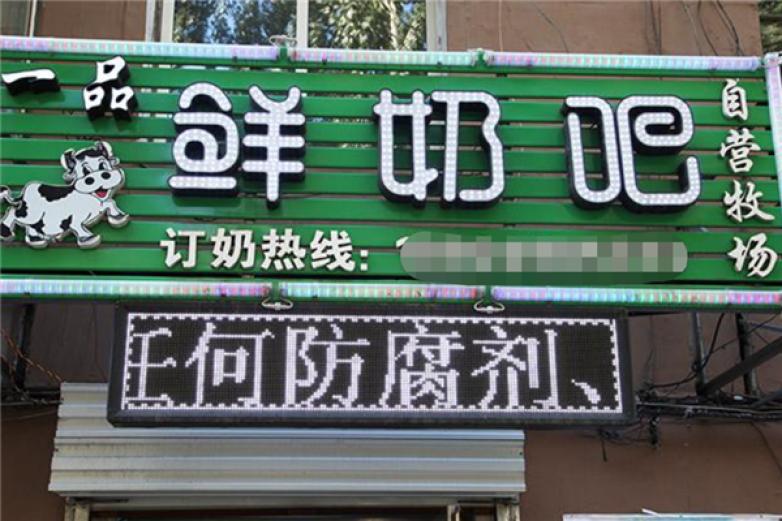 一品
鲜奶吧
自营牧场
订奶热线：
任何防腐剂、